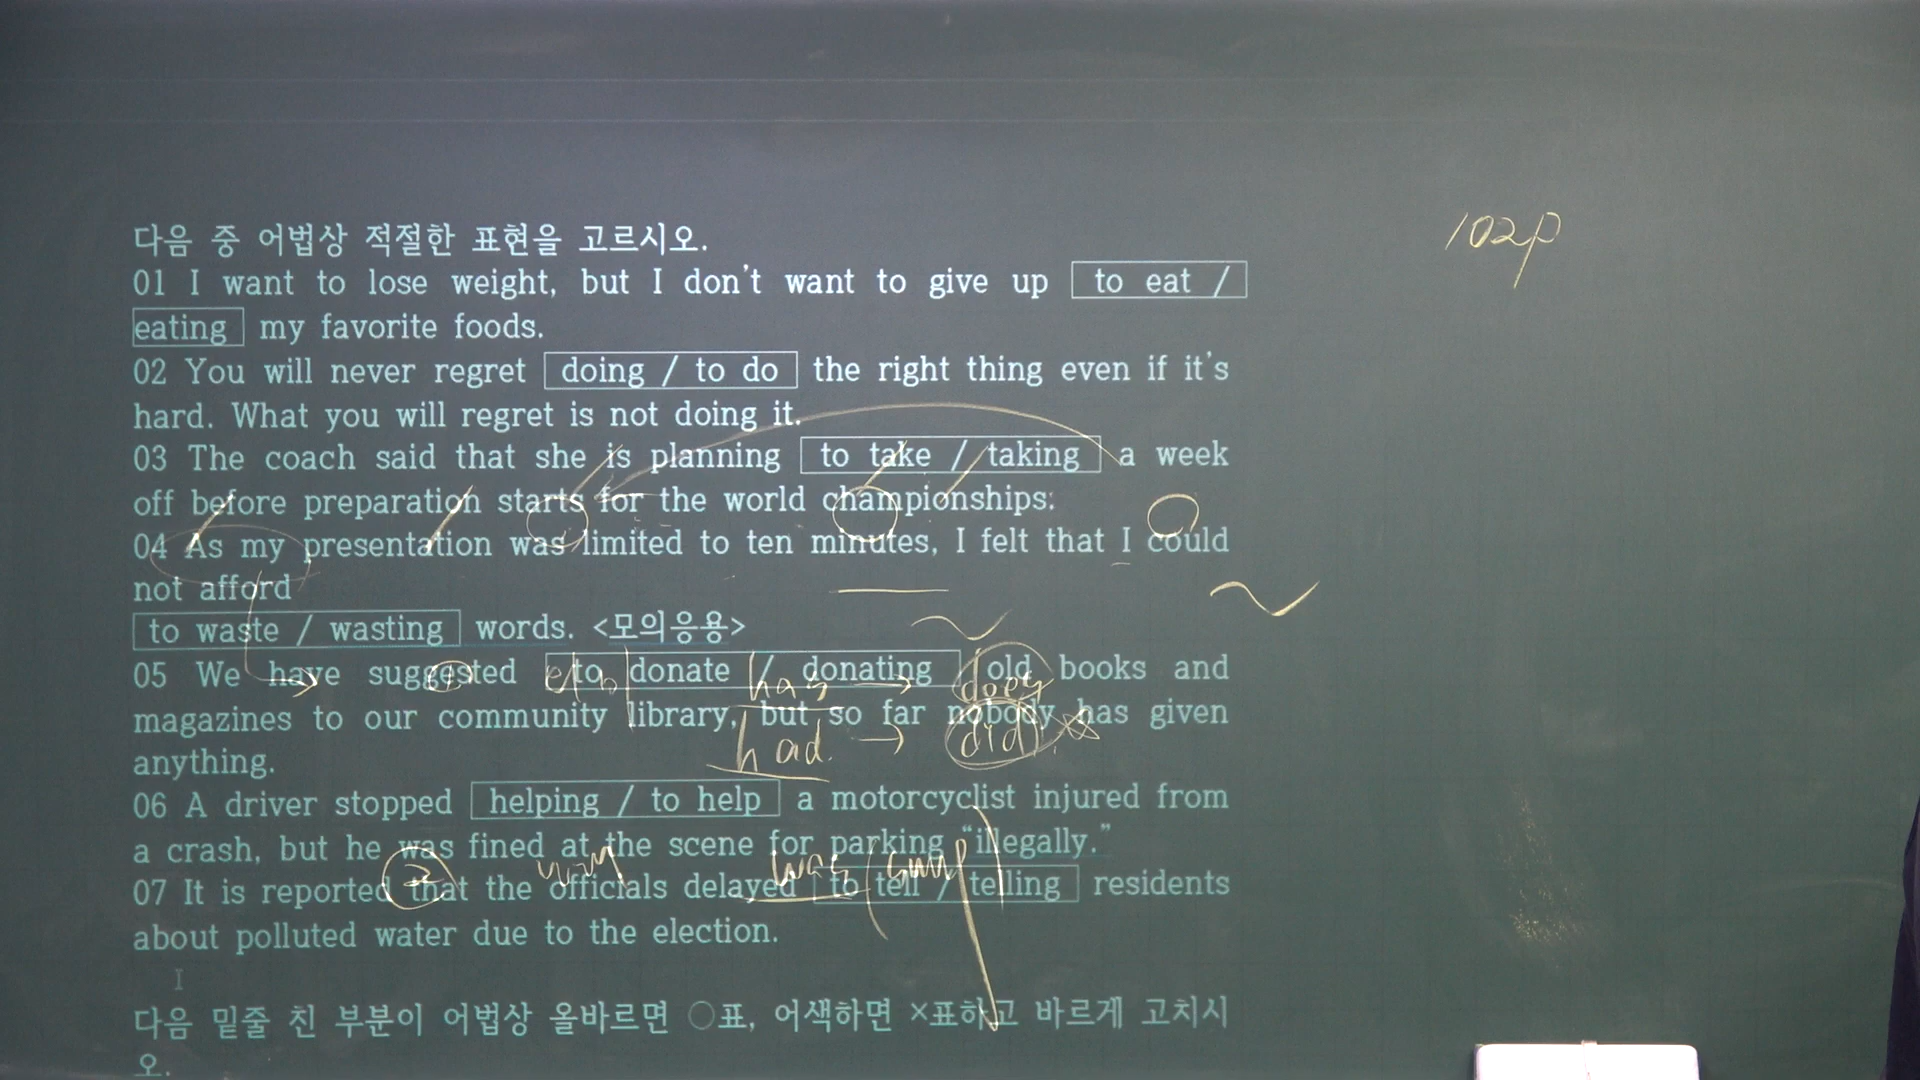 102p
다음 중 어법상 적절한 표현을 고르시오.
01 I want to lose weight, but I don't want to give up to eat /
eating my favorite foods.
02 You will never regret doing / to do the right thing even if it's
hard. What you will regret is not doing it.
03 The coach said that she is planning to take / taking a week
off before preparation starts for the world championships.
04 As my presentation was limited to ten minutes, I felt that I could
not afford
to waste / wasting words. <모의응용>
05 We have suggested to donate / donating old books and
has → does
magazines to our community library, but so far nobody has given
had → did
anything.
06 A driver stopped helping / to help a motorcyclist injured from
a crash, but he was fined at the scene for parking “illegally.”
2 was
07 It is reported that the officials delayed to tell / telling residents
about polluted water due to the election.
다음 밑줄 친 부분이 어법상 올바르면 ○표, 어색하면 ×표하고 바르게 고치시
오.